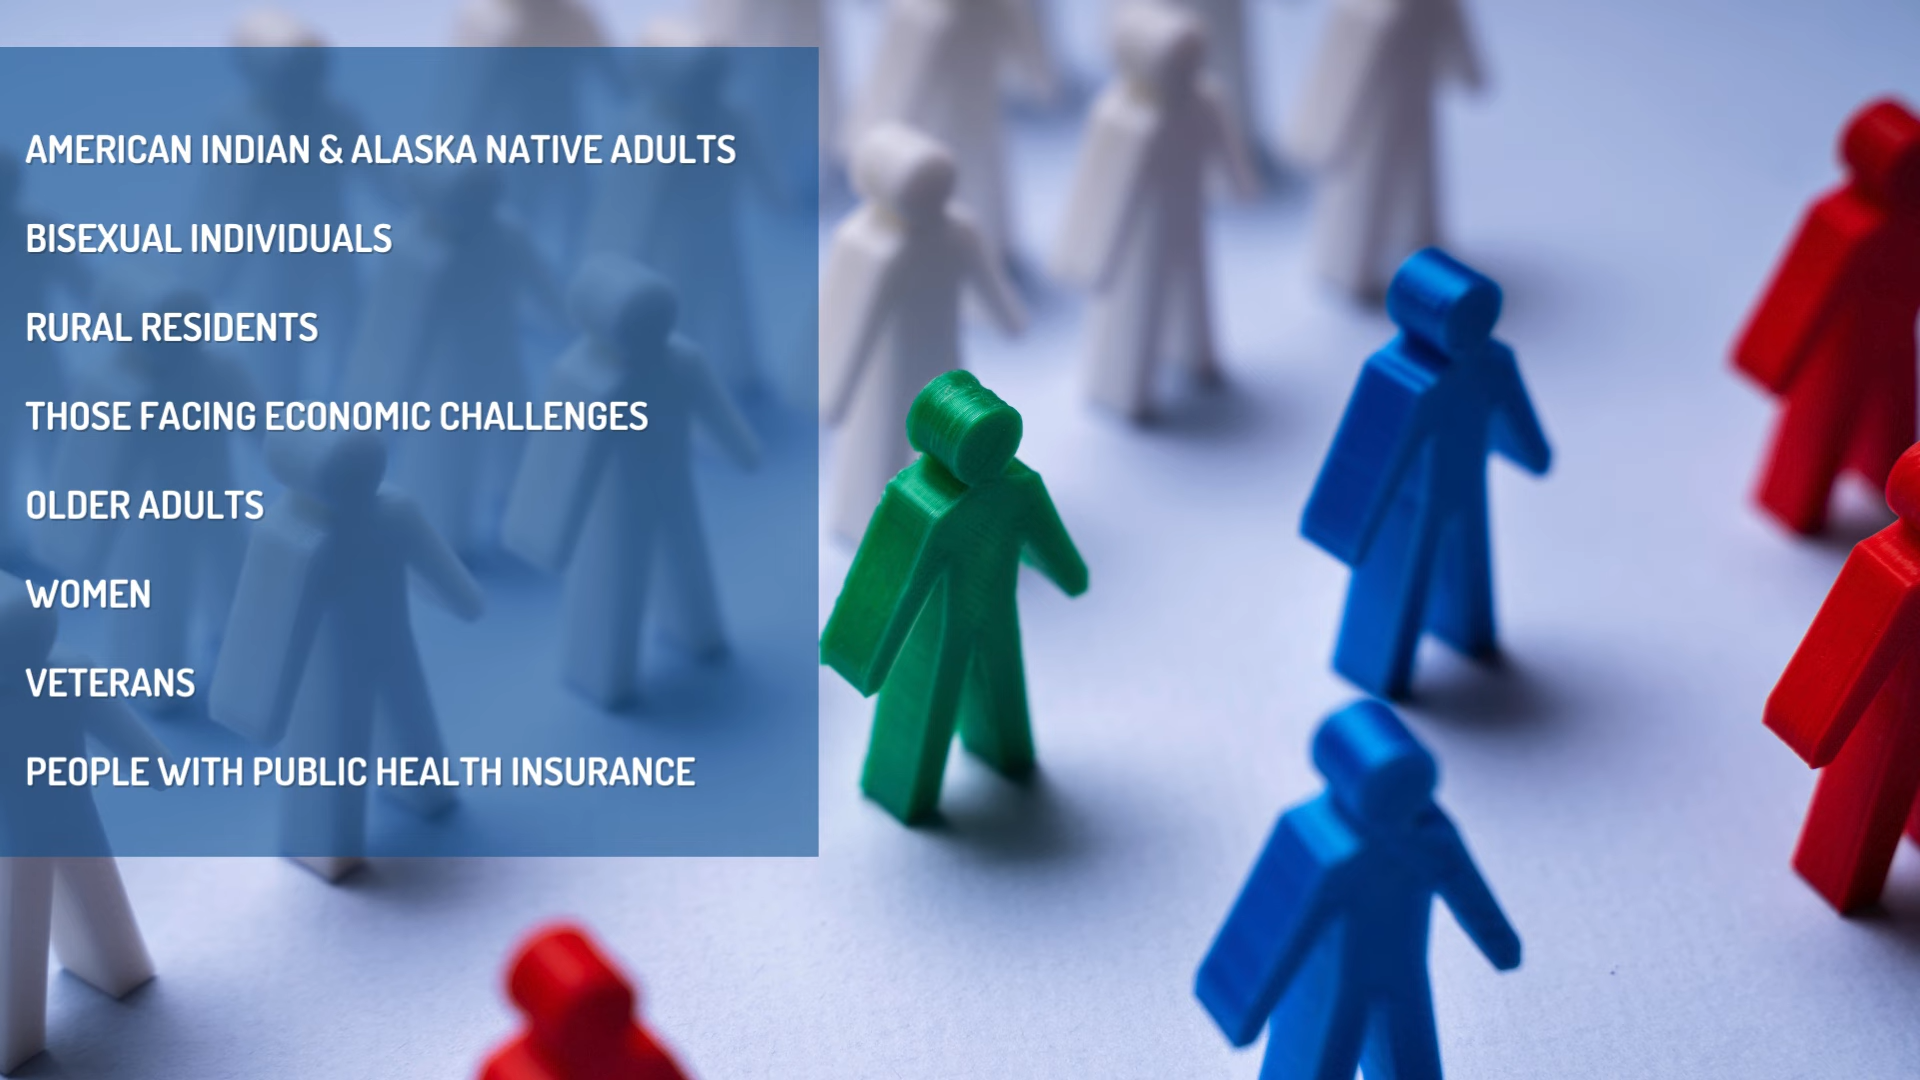 AMERICAN INDIAN & ALASKA NATIVE ADULTS
BISEXUAL INDIVIDUALS
RURAL RESIDENTS
THOSE FACING ECONOMIC CHALLENGES
OLDER ADULTS
WOMEN
VETERANS
PEOPLE WITH PUBLIC HEALTH INSURANCE